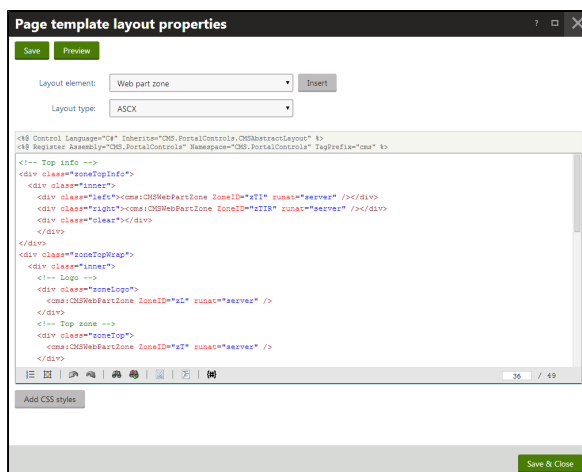 Page template layout properties ?
Save Preview
Layout element: Web part zone Insert
Layout type: ASCX
<%@ Control Language="C#" Inherits="CMS.PortalControls.CMSAbstractLayout" %>
<%@ Register Assembly="CMS.PortalControls" Namespace="CMS.PortalControls" TagPrefix="cms" %>
<!-- Top info -->
<div class="zoneTopInfo">
<div class="inner">
<div class="left"><cms:CMSWebPartZone ZoneID="zTI" runat="server" /></div>
<div class="right"><cms:CMSWebPartZone ZoneID="zTIR" runat="server" /></div>
<div class="clear"></div>
</div>
</div>
<div class="zoneTopWrap">
<div class="inner">
<!-- Logo -->
<div class="zoneLogo">
<cms:CMSWebPartZone ZoneID="zL" runat="server" />
</div>
<!-- Top zone -->
<div class="zoneTop">
<cms:CMSWebPartZone ZoneID="zT" runat="server" />
</div>
36 / 49
Add CSS styles
Save & Close